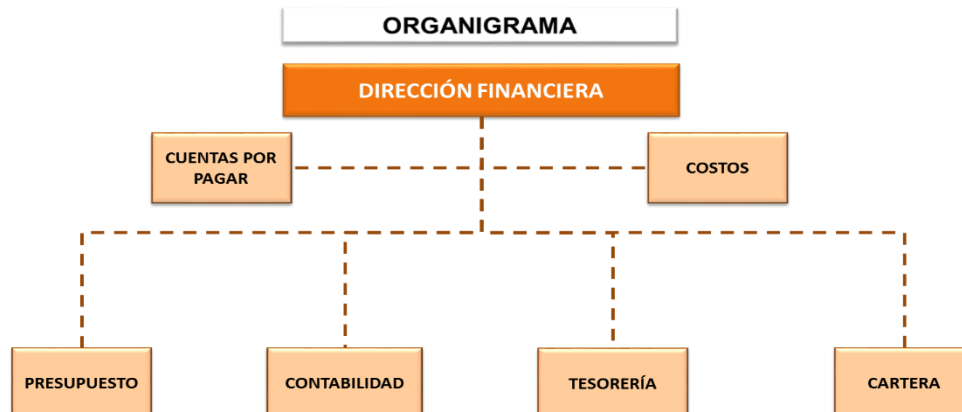 ORGANIGRAMA
DIRECCIÓN FINANCIERA
CUENTAS POR
PAGAR
COSTOS
PRESUPUESTO
CONTABILIDAD
TESORERÍA
CARTERA